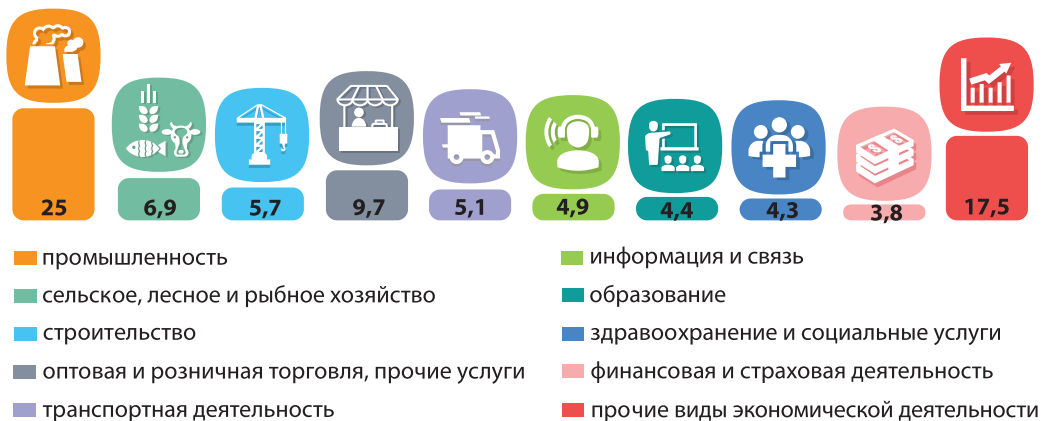 25
6,9
5,7
9,7
5,1
4,9
4,4
4,3
3,8
17,5
промышленность
сельское, лесное и рыбное хозяйство
строительство
оптовая и розничная торговля, прочие услуги
транспортная деятельность
информация и связь
образование
здравоохранение и социальные услуги
финансовая и страховая деятельность
прочие виды экономической деятельности